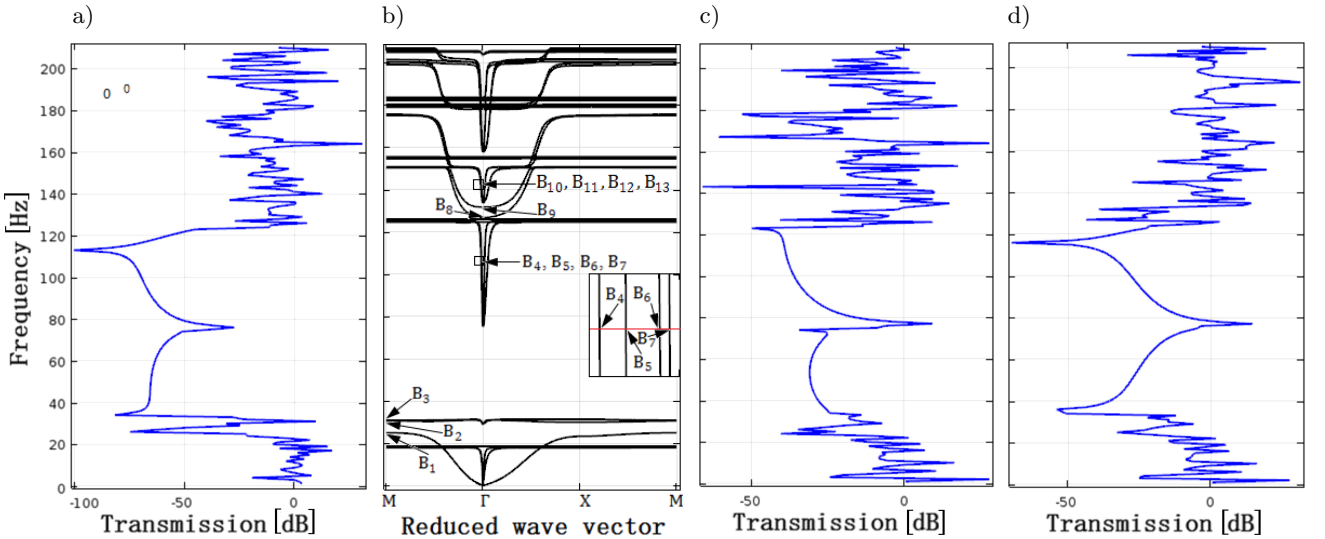 a) b) c) d)
Frequency [Hz]
200
180
160
140
120
100
80
60
40
20
0
0 0
-100 -50 0
Transmission [dB]
B10, B11, B12, B13
B8 B9
B4, B5, B6, B7
B4 B6
B7
B5
B3
B2
B1
M Γ X M
Reduced wave vector
-50 0
Transmission [dB]
-50 0
Transmission [dB]